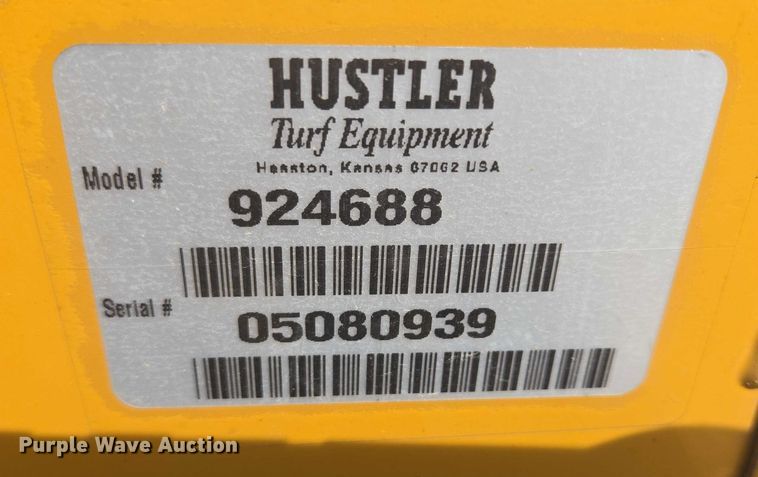 HUSTLER
Turf Equipment
Hesston, Kansas 67062 USA
Model #
924688
Serial #
05080939
Purple Wave Auction